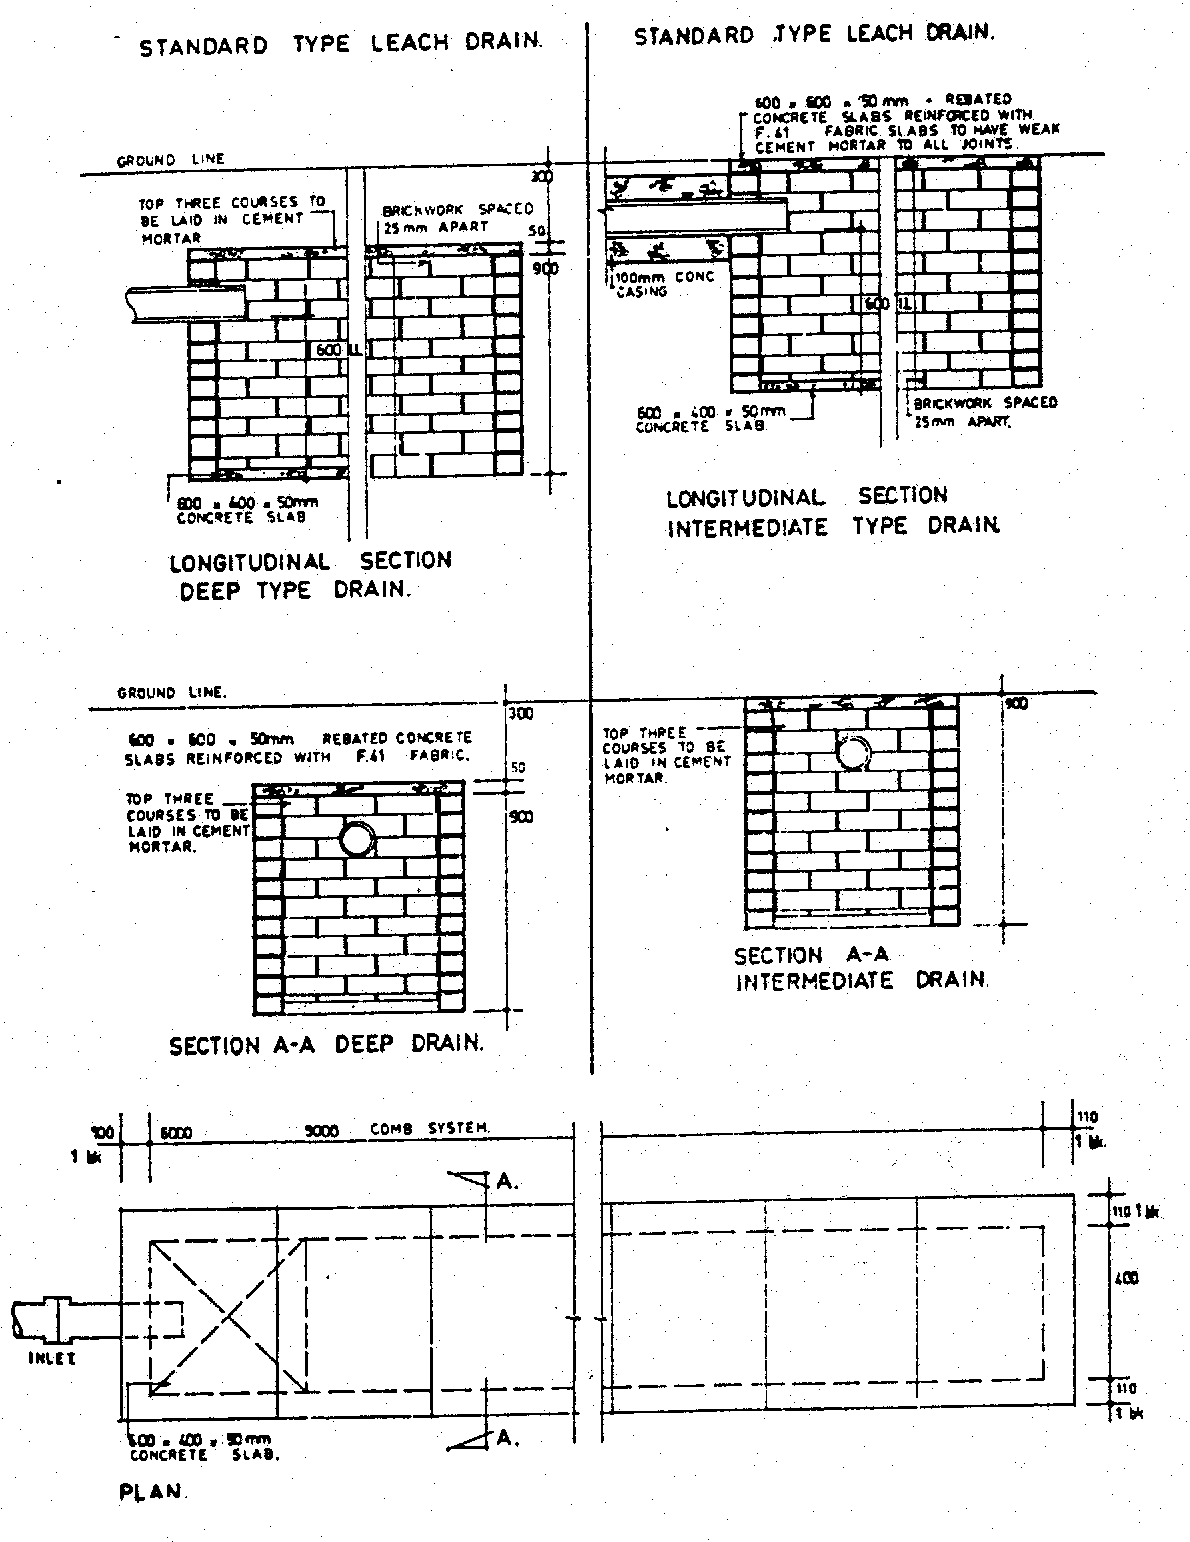 STANDARD TYPE LEACH DRAIN.
GROUND LINE
TOP THREE COURSES TO
BE LAID IN CEMENT
MORTAR
BRICKWORK SPACED
25mm APART
300
50
900
600 LL
600 x 400 x 50mm
CONCRETE SLAB
LONGITUDINAL SECTION
DEEP TYPE DRAIN.
STANDARD TYPE LEACH DRAIN.
600 x 600 x 50mm - REBATED
CONCRETE SLABS REINFORCED WITH
F.41 FABRIC. SLABS TO HAVE WEAK
CEMENT MORTAR TO ALL JOINTS.
100mm CONC
CASING
600 LL
600 x 400 x 50mm
CONCRETE SLAB
BRICKWORK SPACED
25mm APART.
LONGITUDINAL SECTION
INTERMEDIATE TYPE DRAIN.
GROUND LINE.
300
600 x 600 x 50mm REBATED CONCRETE
SLABS REINFORCED WITH F.41 FABRIC.
50
TOP THREE
COURSES TO BE
LAID IN CEMENT
MORTAR.
900
SECTION A-A DEEP DRAIN.
900
TOP THREE
COURSES TO BE
LAID IN CEMENT
MORTAR.
SECTION A-A
INTERMEDIATE DRAIN.
1 bk
6000
9000 COMB SYSTEM.
110
1 bk.
A.
110 1 bk
400
110
1 bk
INLET
600 x 400 x 50mm
CONCRETE SLAB.
A.
PLAN.